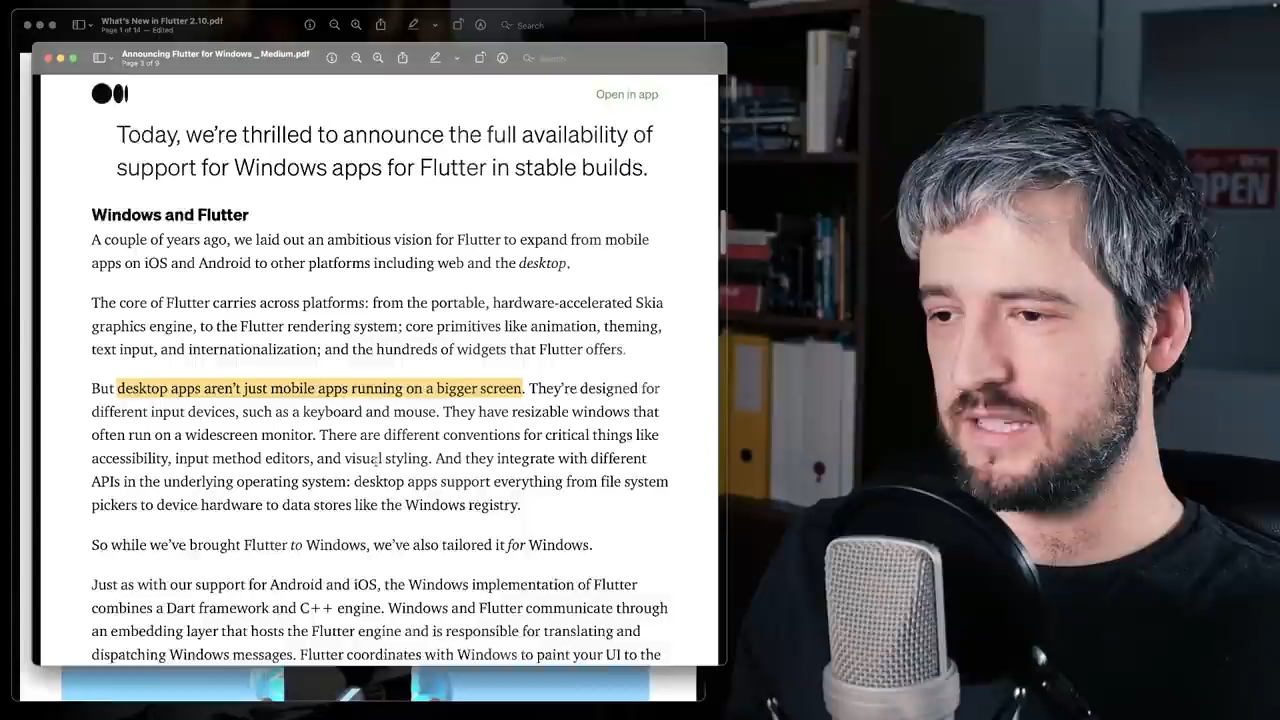 What's New in Flutter 2.10.pdf
Page 1 of 14 — Edited
Search
Announcing Flutter for Windows _ Medium.pdf
Page 3 of 9
Search
Open in app
Today, we're thrilled to announce the full availability of
support for Windows apps for Flutter in stable builds.
Windows and Flutter
A couple of years ago, we laid out an ambitious vision for Flutter to expand from mobile
apps on iOS and Android to other platforms including web and the desktop.
The core of Flutter carries across platforms: from the portable, hardware-accelerated Skia
graphics engine, to the Flutter rendering system; core primitives like animation, theming,
text input, and internationalization; and the hundreds of widgets that Flutter offers.
But desktop apps aren't just mobile apps running on a bigger screen. They're designed for
different input devices, such as a keyboard and mouse. They have resizable windows that
often run on a widescreen monitor. There are different conventions for critical things like
accessibility, input method editors, and visual styling. And they integrate with different
APIs in the underlying operating system: desktop apps support everything from file system
pickers to device hardware to data stores like the Windows registry.
So while we've brought Flutter to Windows, we've also tailored it for Windows.
Just as with our support for Android and iOS, the Windows implementation of Flutter
combines a Dart framework and C++ engine. Windows and Flutter communicate through
an embedding layer that hosts the Flutter engine and is responsible for translating and
dispatching Windows messages. Flutter coordinates with Windows to paint your UI to the
OPEN